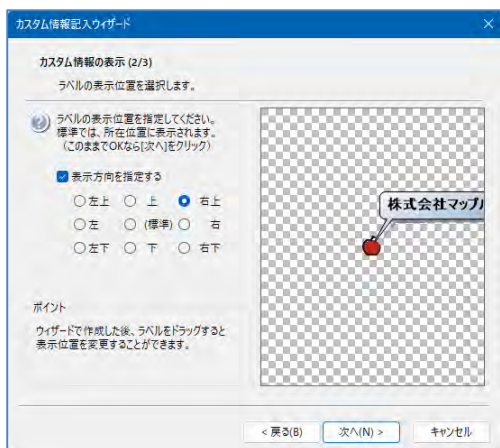 カスタム情報記入ウィザード
カスタム情報の表示 (2/3)
ラベルの表示位置を選択します。
ラベルの表示位置を指定してください。
標準では、所在位置に表示されます。
(このままでOKなら[次へ]をクリック)
表示方向を指定する
左上 上 右上
左 (標準) 右
左下 下 右下
株式会社マップル
ポイント
ウィザードで作成した後、ラベルをドラッグすると
表示位置を変更することができます。
< 戻る(B) 次へ(N) > キャンセル